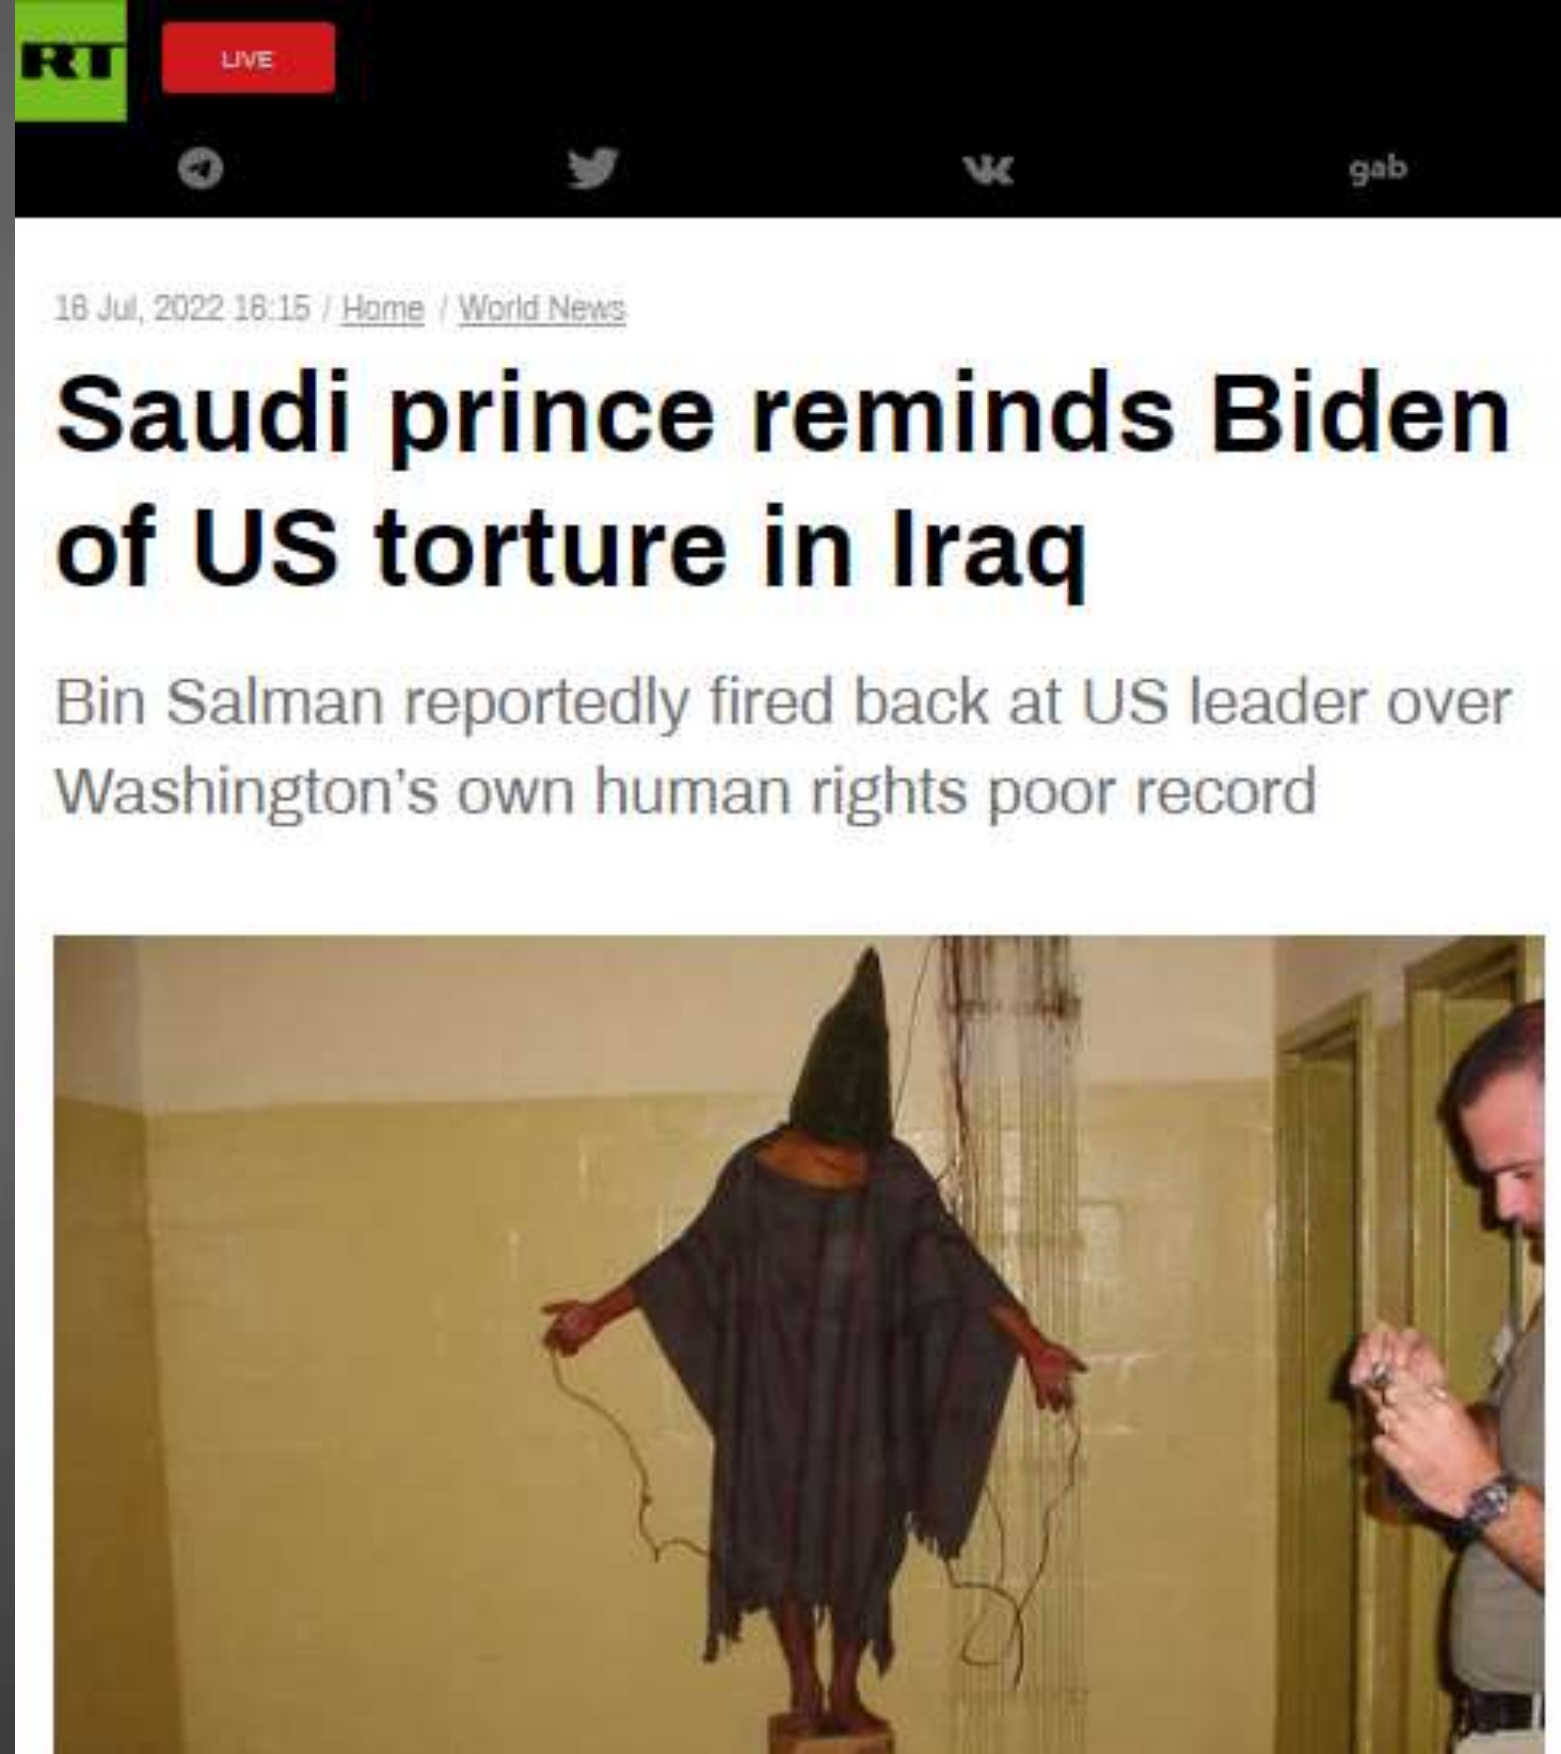 RT
LIVE
gab
16 Jul, 2022 16:15 / Home / World News
Saudi prince reminds Biden
of US torture in Iraq
Bin Salman reportedly fired back at US leader over
Washington's own human rights poor record